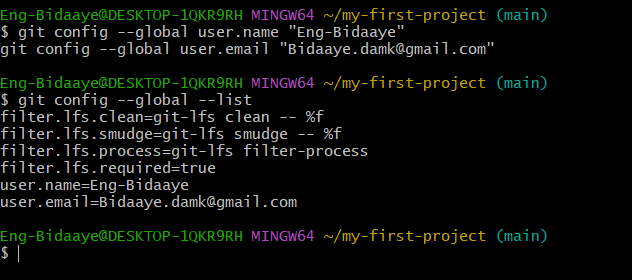 Eng-Bidaaye@DESKTOP-1QKR9RH MINGW64 ~/my-first-project (main)
$ git config --global user.name "Eng-Bidaaye"
git config --global user.email "Bidaaye.damk@gmail.com"
Eng-Bidaaye@DESKTOP-1QKR9RH MINGW64 ~/my-first-project (main)
$ git config --global --list
filter.lfs.clean=git-lfs clean -- %f
filter.lfs.smudge=git-lfs smudge -- %f
filter.lfs.process=git-lfs filter-process
filter.lfs.required=true
user.name=Eng-Bidaaye
user.email=Bidaaye.damk@gmail.com
Eng-Bidaaye@DESKTOP-1QKR9RH MINGW64 ~/my-first-project (main)
$